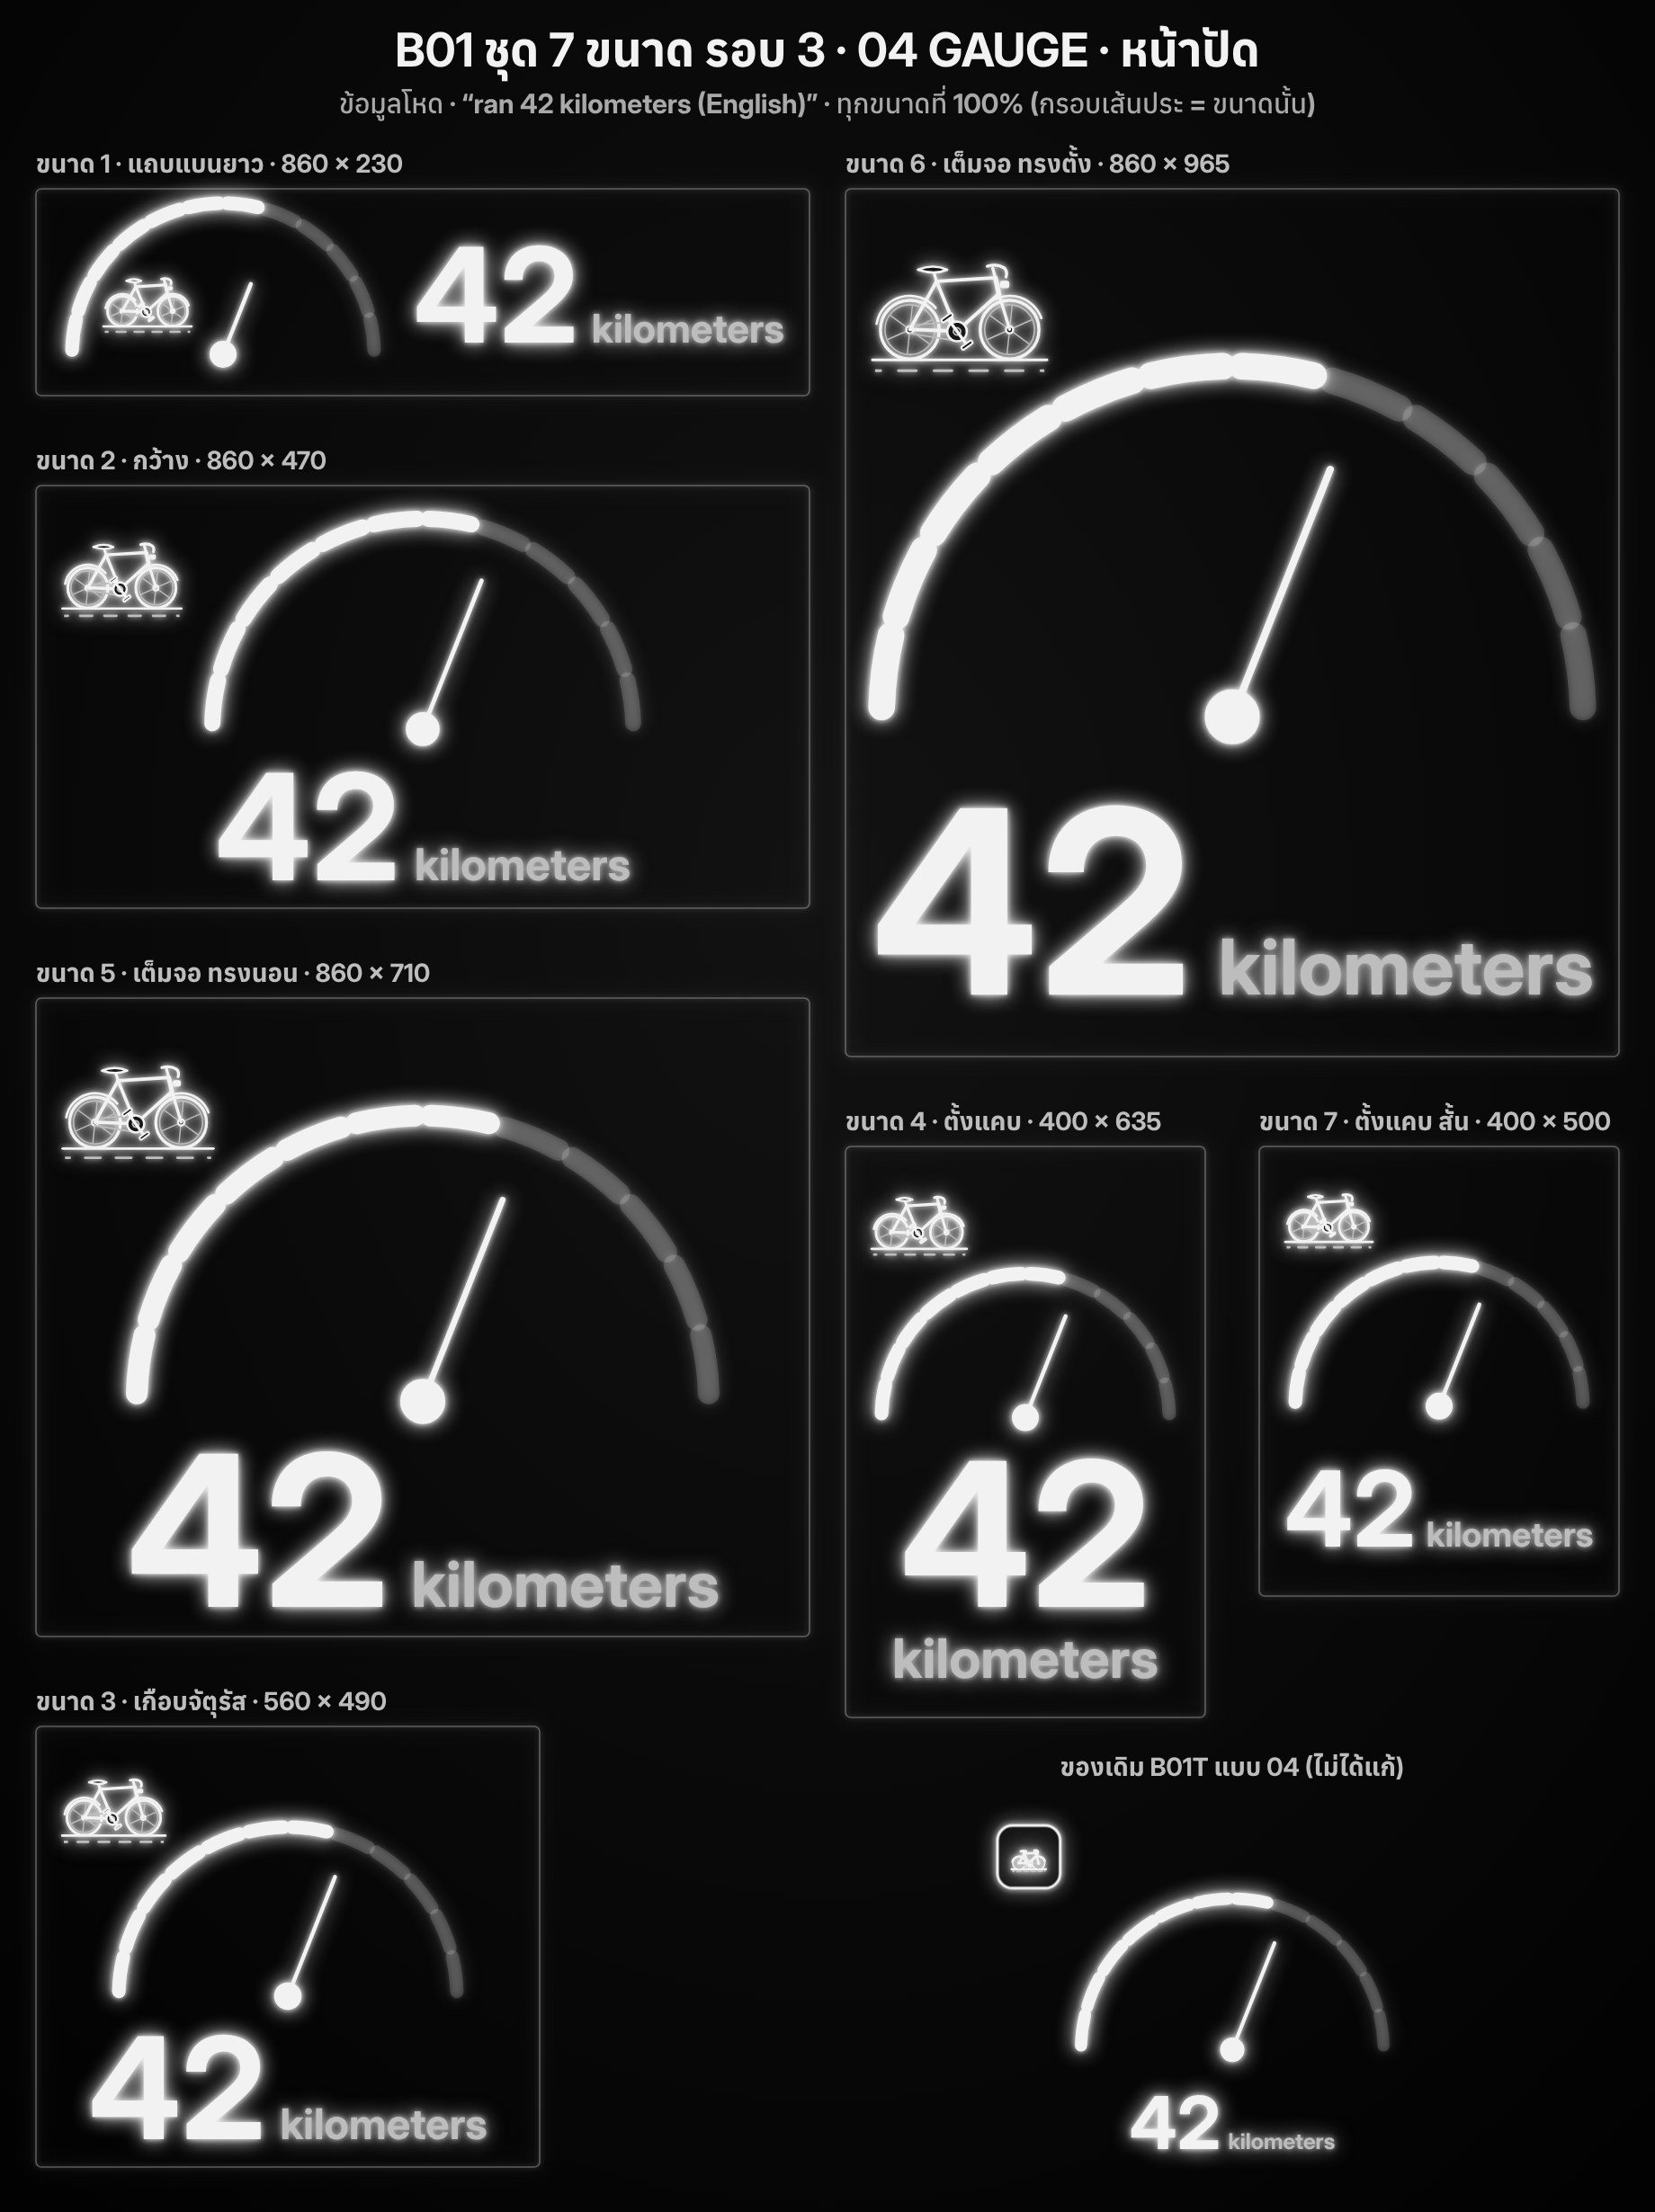 B01 ชุด 7 ขนาด รอบ 3 · 04 GAUGE · หน้าปัด
ข้อมูลโหด · “ran 42 kilometers (English)” · ทุกขนาดที่ 100% (กรอบเส้นประ = ขนาดนั้น)
ขนาด 1 · แถบแบนยาว · 860 × 230
42 kilometers
ขนาด 2 · กว้าง · 860 × 470
42 kilometers
ขนาด 5 · เต็มจอ ทรงนอน · 860 × 710
42 kilometers
ขนาด 3 · เกือบจัตุรัส · 560 × 490
42 kilometers
ขนาด 6 · เต็มจอ ทรงตั้ง · 860 × 965
42 kilometers
ขนาด 4 · ตั้งแคบ · 400 × 635
42
kilometers
ขนาด 7 · ตั้งแคบ สั้น · 400 × 500
42 kilometers
ของเดิม B01T แบบ 04 (ไม่ได้แก้)
42 kilometers